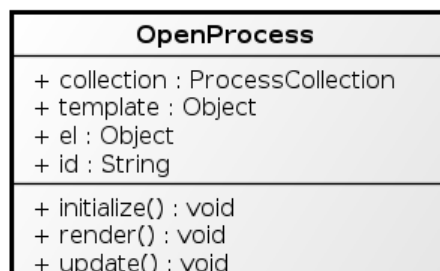 OpenProcess
+ collection : ProcessCollection
+ template : Object
+ el : Object
+ id : String
+ initialize() : void
+ render() : void
+ update() : void